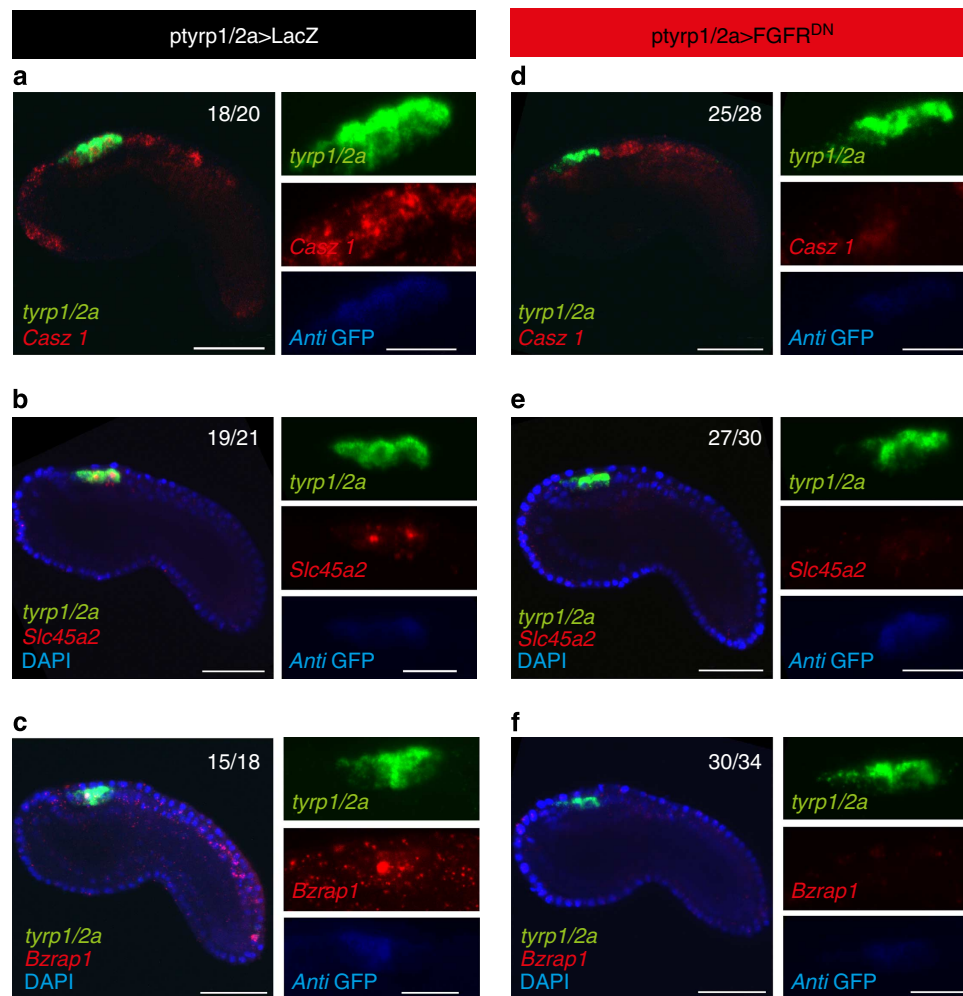 ptyrp1/2a>LacZ
ptyrp1/2a>FGFR^DN
a
18/20
tyrp1/2a
Casz 1
tyrp1/2a
Casz 1
Anti GFP
d
25/28
tyrp1/2a
Casz 1
tyrp1/2a
Casz 1
Anti GFP
b
19/21
tyrp1/2a
Slc45a2
DAPI
tyrp1/2a
Slc45a2
Anti GFP
e
27/30
tyrp1/2a
Slc45a2
DAPI
tyrp1/2a
Slc45a2
Anti GFP
c
15/18
tyrp1/2a
Bzrap1
DAPI
tyrp1/2a
Bzrap1
Anti GFP
f
30/34
tyrp1/2a
Bzrap1
DAPI
tyrp1/2a
Bzrap1
Anti GFP